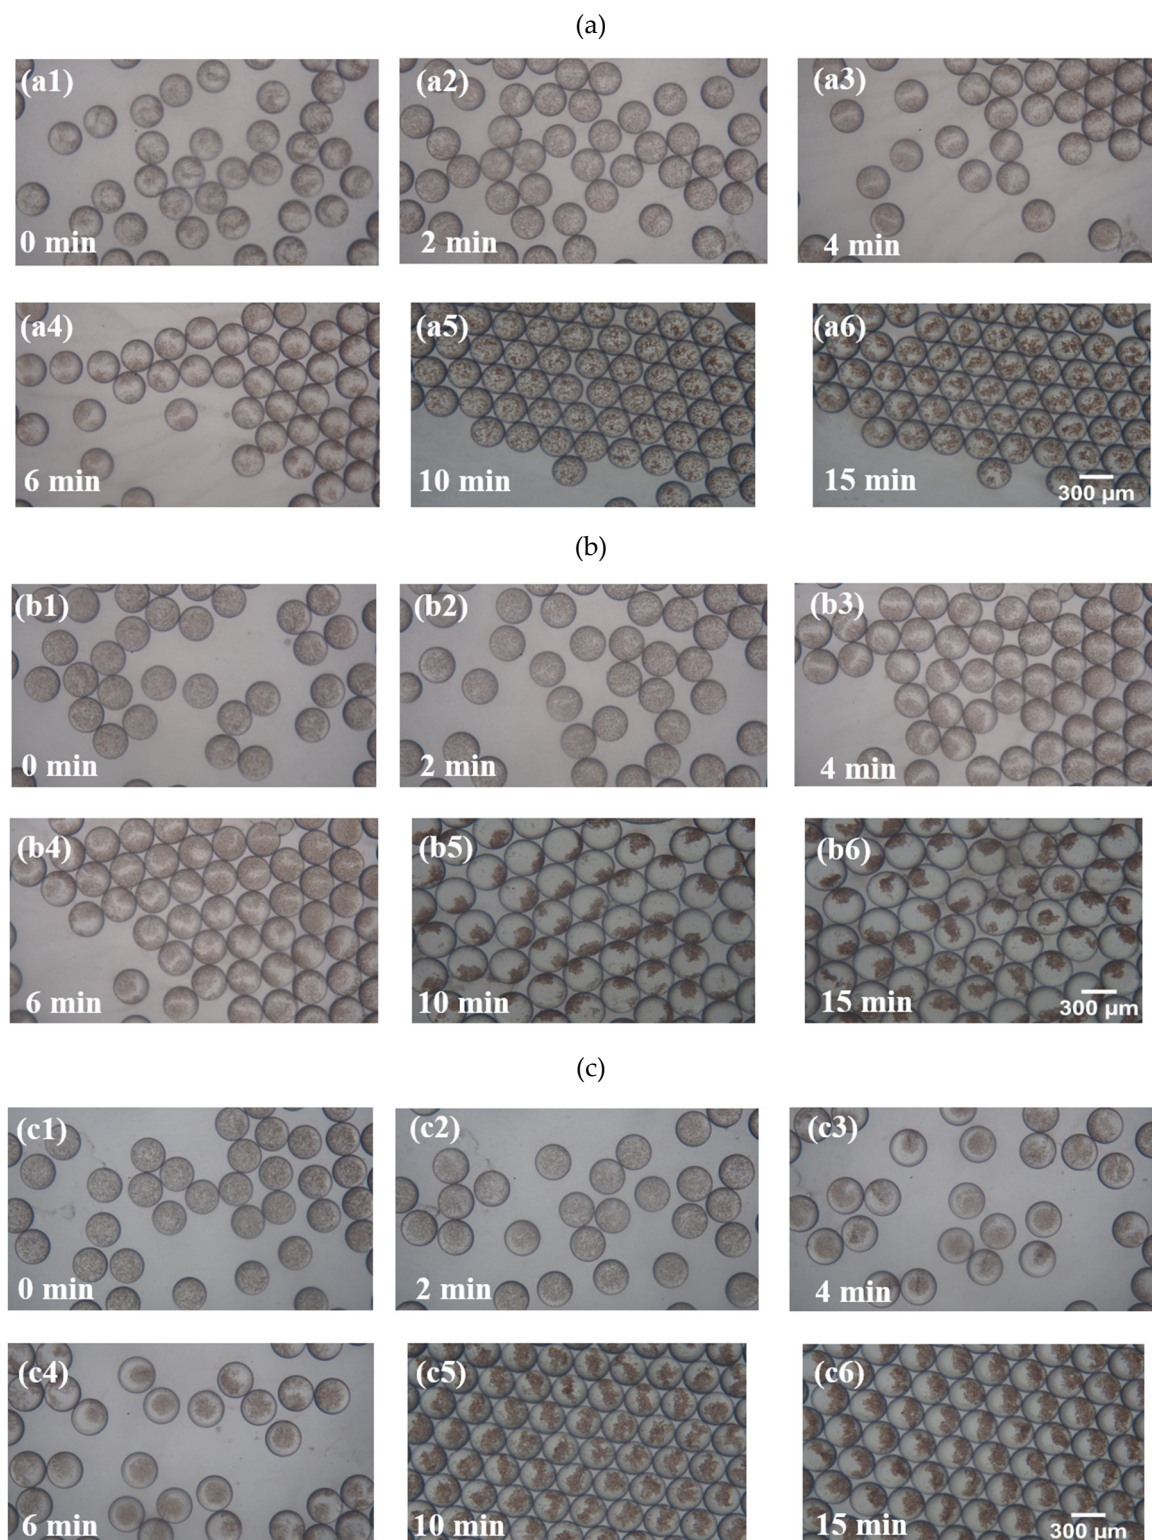 (a)
(a1)
(a2)
(a3)
0 min
2 min
4 min
(a4)
(a5)
(a6)
6 min
10 min
15 min
300 µm
(b)
(b1)
(b2)
(b3)
0 min
2 min
4 min
(b4)
(b5)
(b6)
6 min
10 min
15 min
300 µm
(c)
(c1)
(c2)
(c3)
0 min
2 min
4 min
(c4)
(c5)
(c6)
6 min
10 min
15 min
300 µm